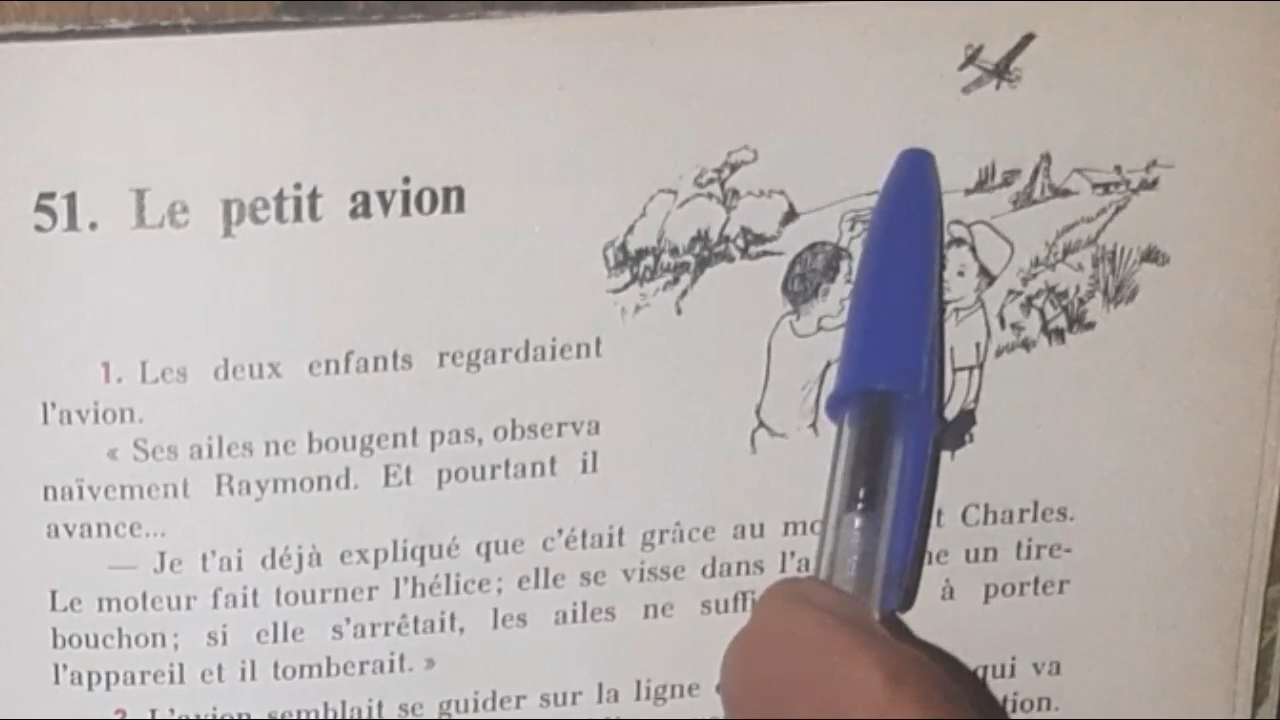 51. Le petit avion
1. Les deux enfants regardaient
l'avion.
« Ses ailes ne bougent pas, observa
naïvement Raymond. Et pourtant il
avance...
— Je t'ai déjà expliqué que c'était grâce au Charles.
Le moteur fait tourner l'hélice; elle se visse dans un tire-
bouchon; si elle s'arrêtait, les ailes ne à porter
l'appareil et il tomberait. »
2. L'avion semblait se guider sur la ligne qui va